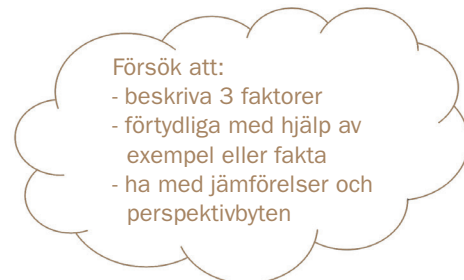 Försök att:
- beskriva 3 faktorer
- förtydliga med hjälp av
exempel eller fakta
- ha med jämförelser och
perspektivbyten